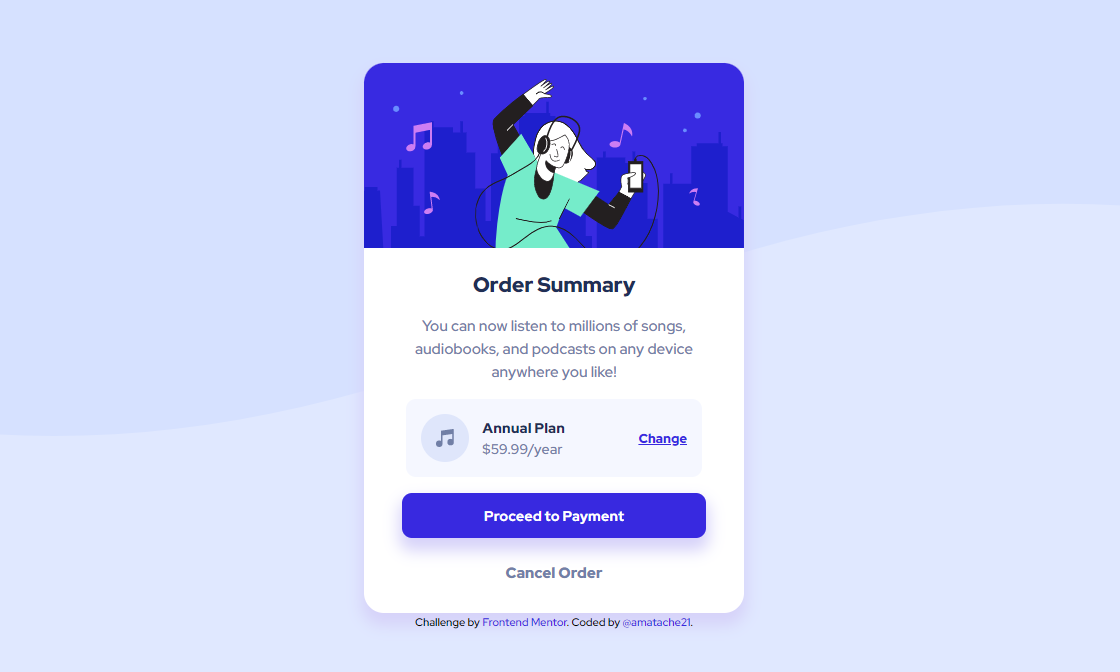 Order Summary
You can now listen to millions of songs,
audiobooks, and podcasts on any device
anywhere you like!
Annual Plan
$59.99/year
Change
Proceed to Payment
Cancel Order
Challenge by Frontend Mentor. Coded by @amatache21.